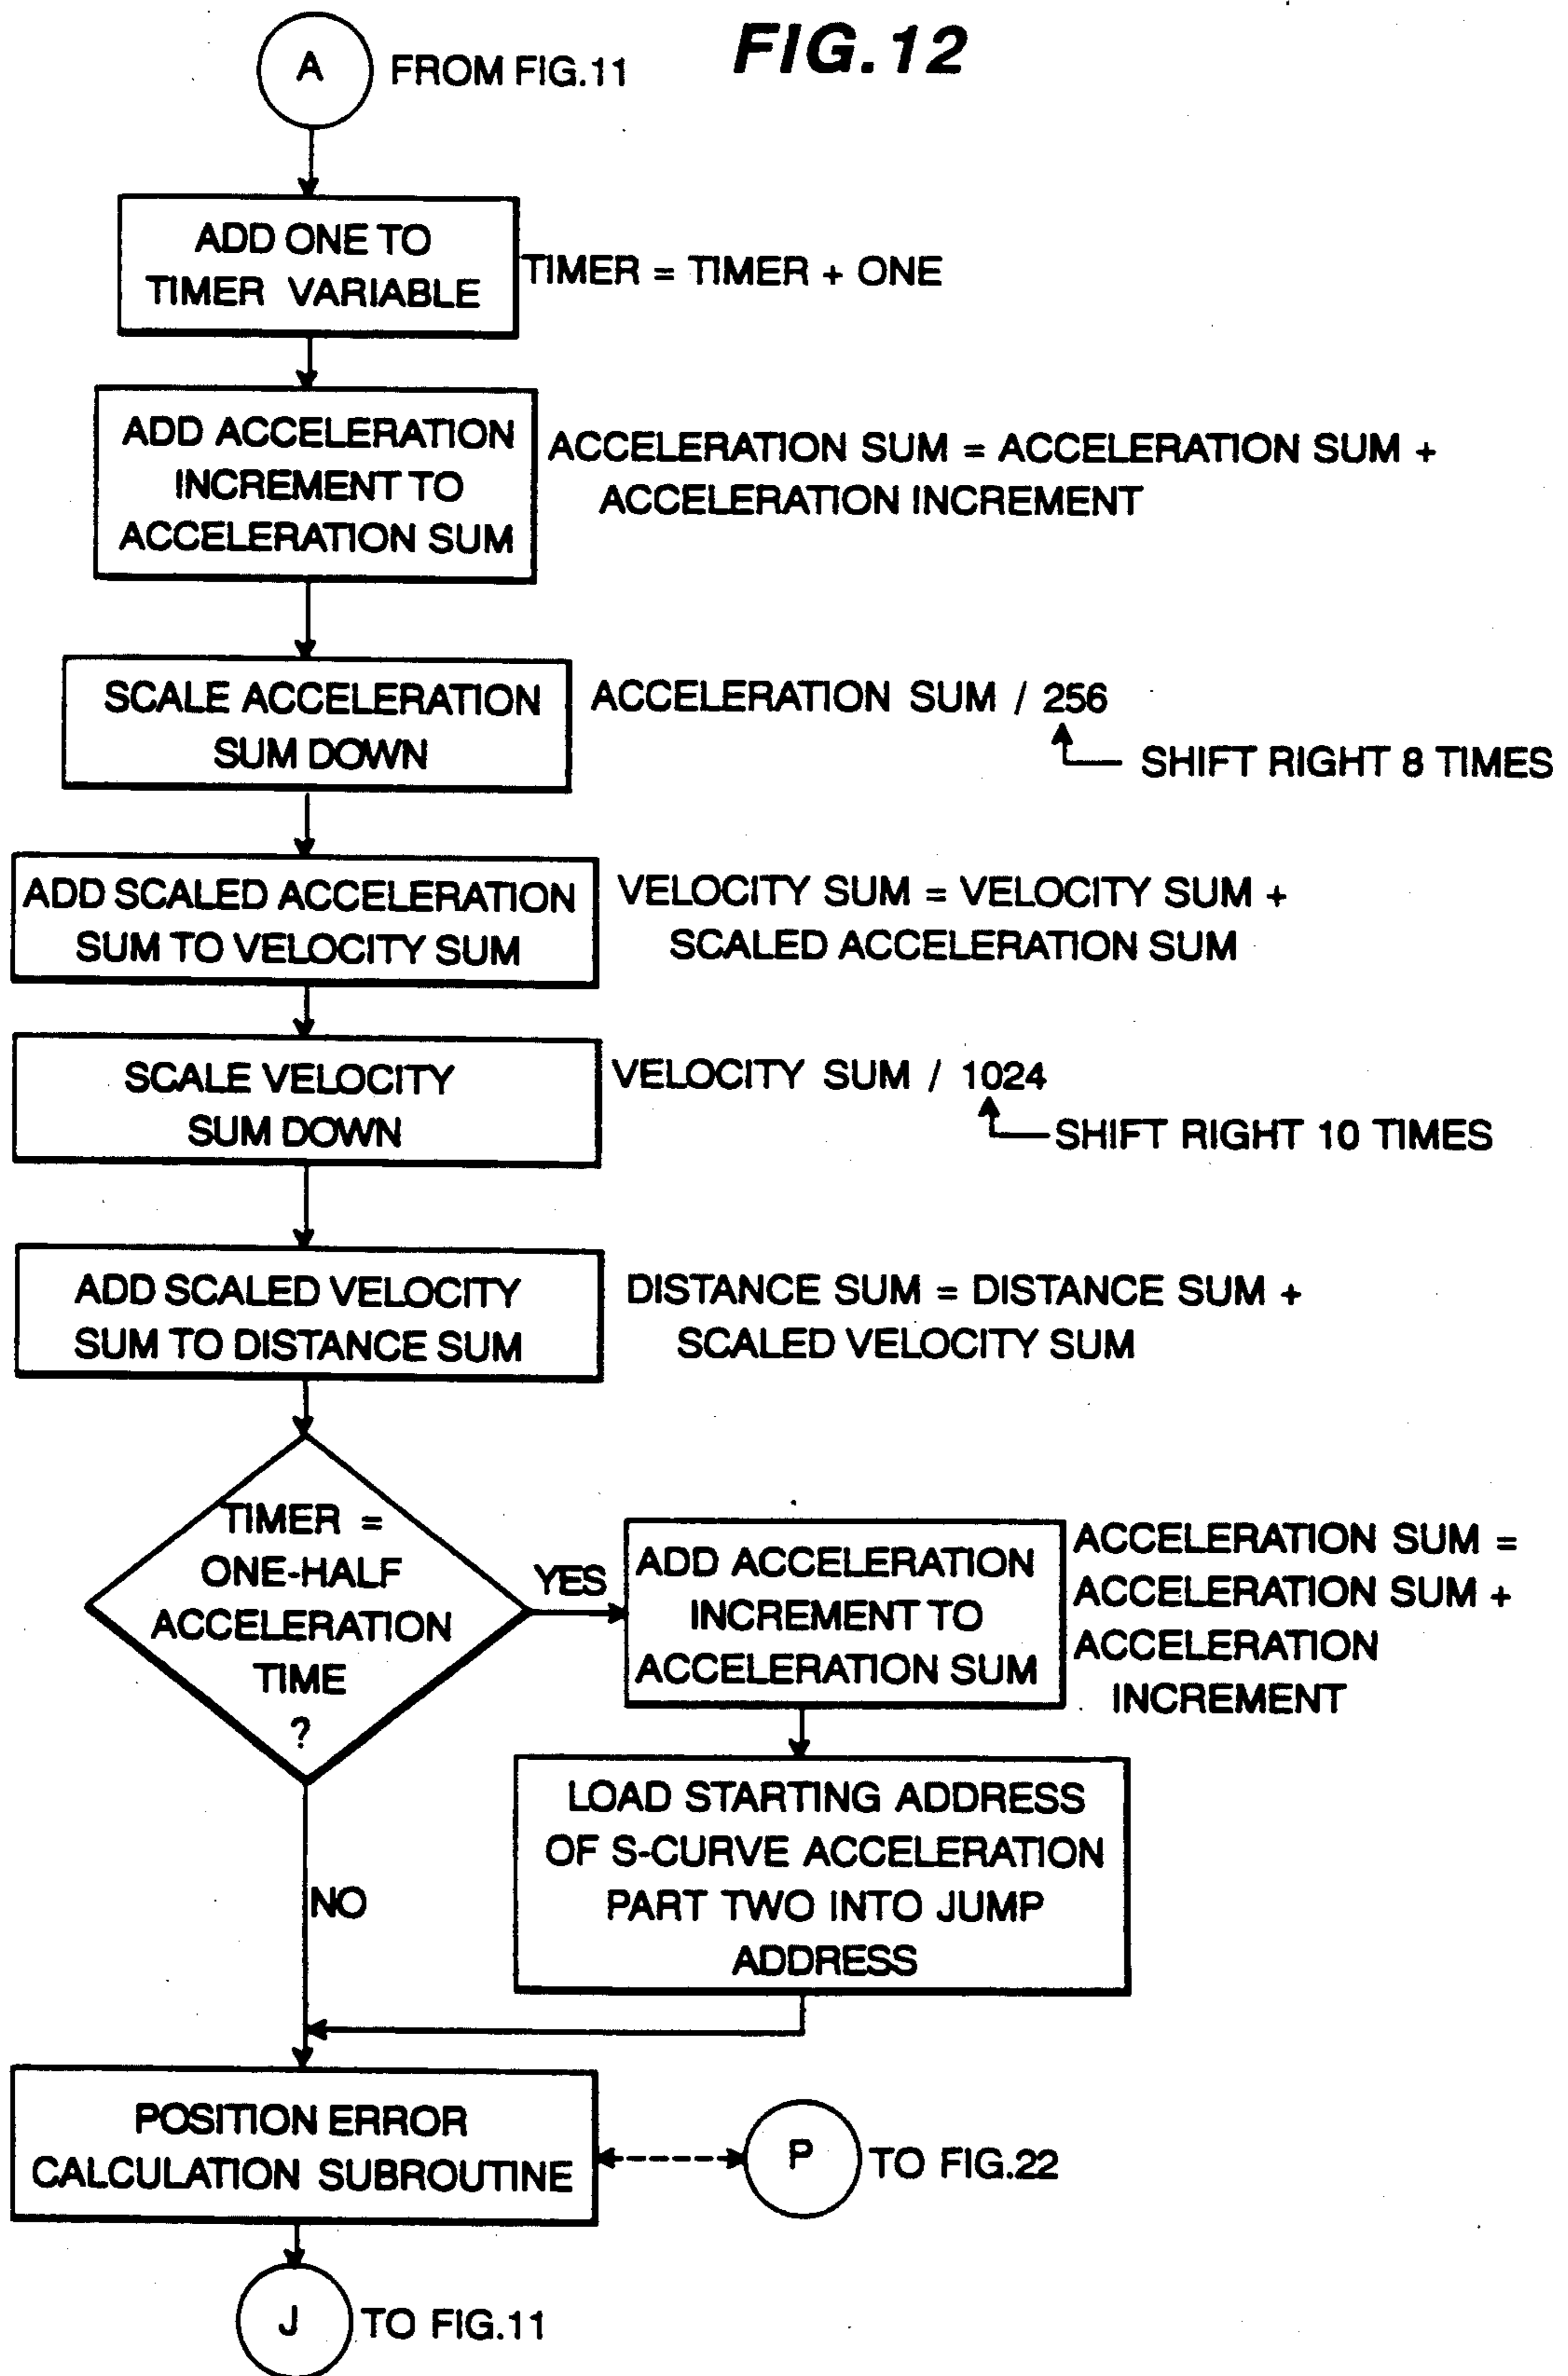 FIG.12
A FROM FIG.11
ADD ONE TO
TIMER VARIABLE
TIMER = TIMER + ONE
ADD ACCELERATION
INCREMENT TO
ACCELERATION SUM
ACCELERATION SUM = ACCELERATION SUM +
ACCELERATION INCREMENT
SCALE ACCELERATION
SUM DOWN
ACCELERATION SUM / 256
SHIFT RIGHT 8 TIMES
ADD SCALED ACCELERATION
SUM TO VELOCITY SUM
VELOCITY SUM = VELOCITY SUM +
SCALED ACCELERATION SUM
SCALE VELOCITY
SUM DOWN
VELOCITY SUM / 1024
SHIFT RIGHT 10 TIMES
ADD SCALED VELOCITY
SUM TO DISTANCE SUM
DISTANCE SUM = DISTANCE SUM +
SCALED VELOCITY SUM
TIMER =
ONE-HALF
ACCELERATION
TIME
?
YES
ADD ACCELERATION
INCREMENT TO
ACCELERATION SUM
ACCELERATION SUM =
ACCELERATION SUM +
ACCELERATION
INCREMENT
LOAD STARTING ADDRESS
OF S-CURVE ACCELERATION
PART TWO INTO JUMP
ADDRESS
NO
POSITION ERROR
CALCULATION SUBROUTINE
P TO FIG.22
J TO FIG.11